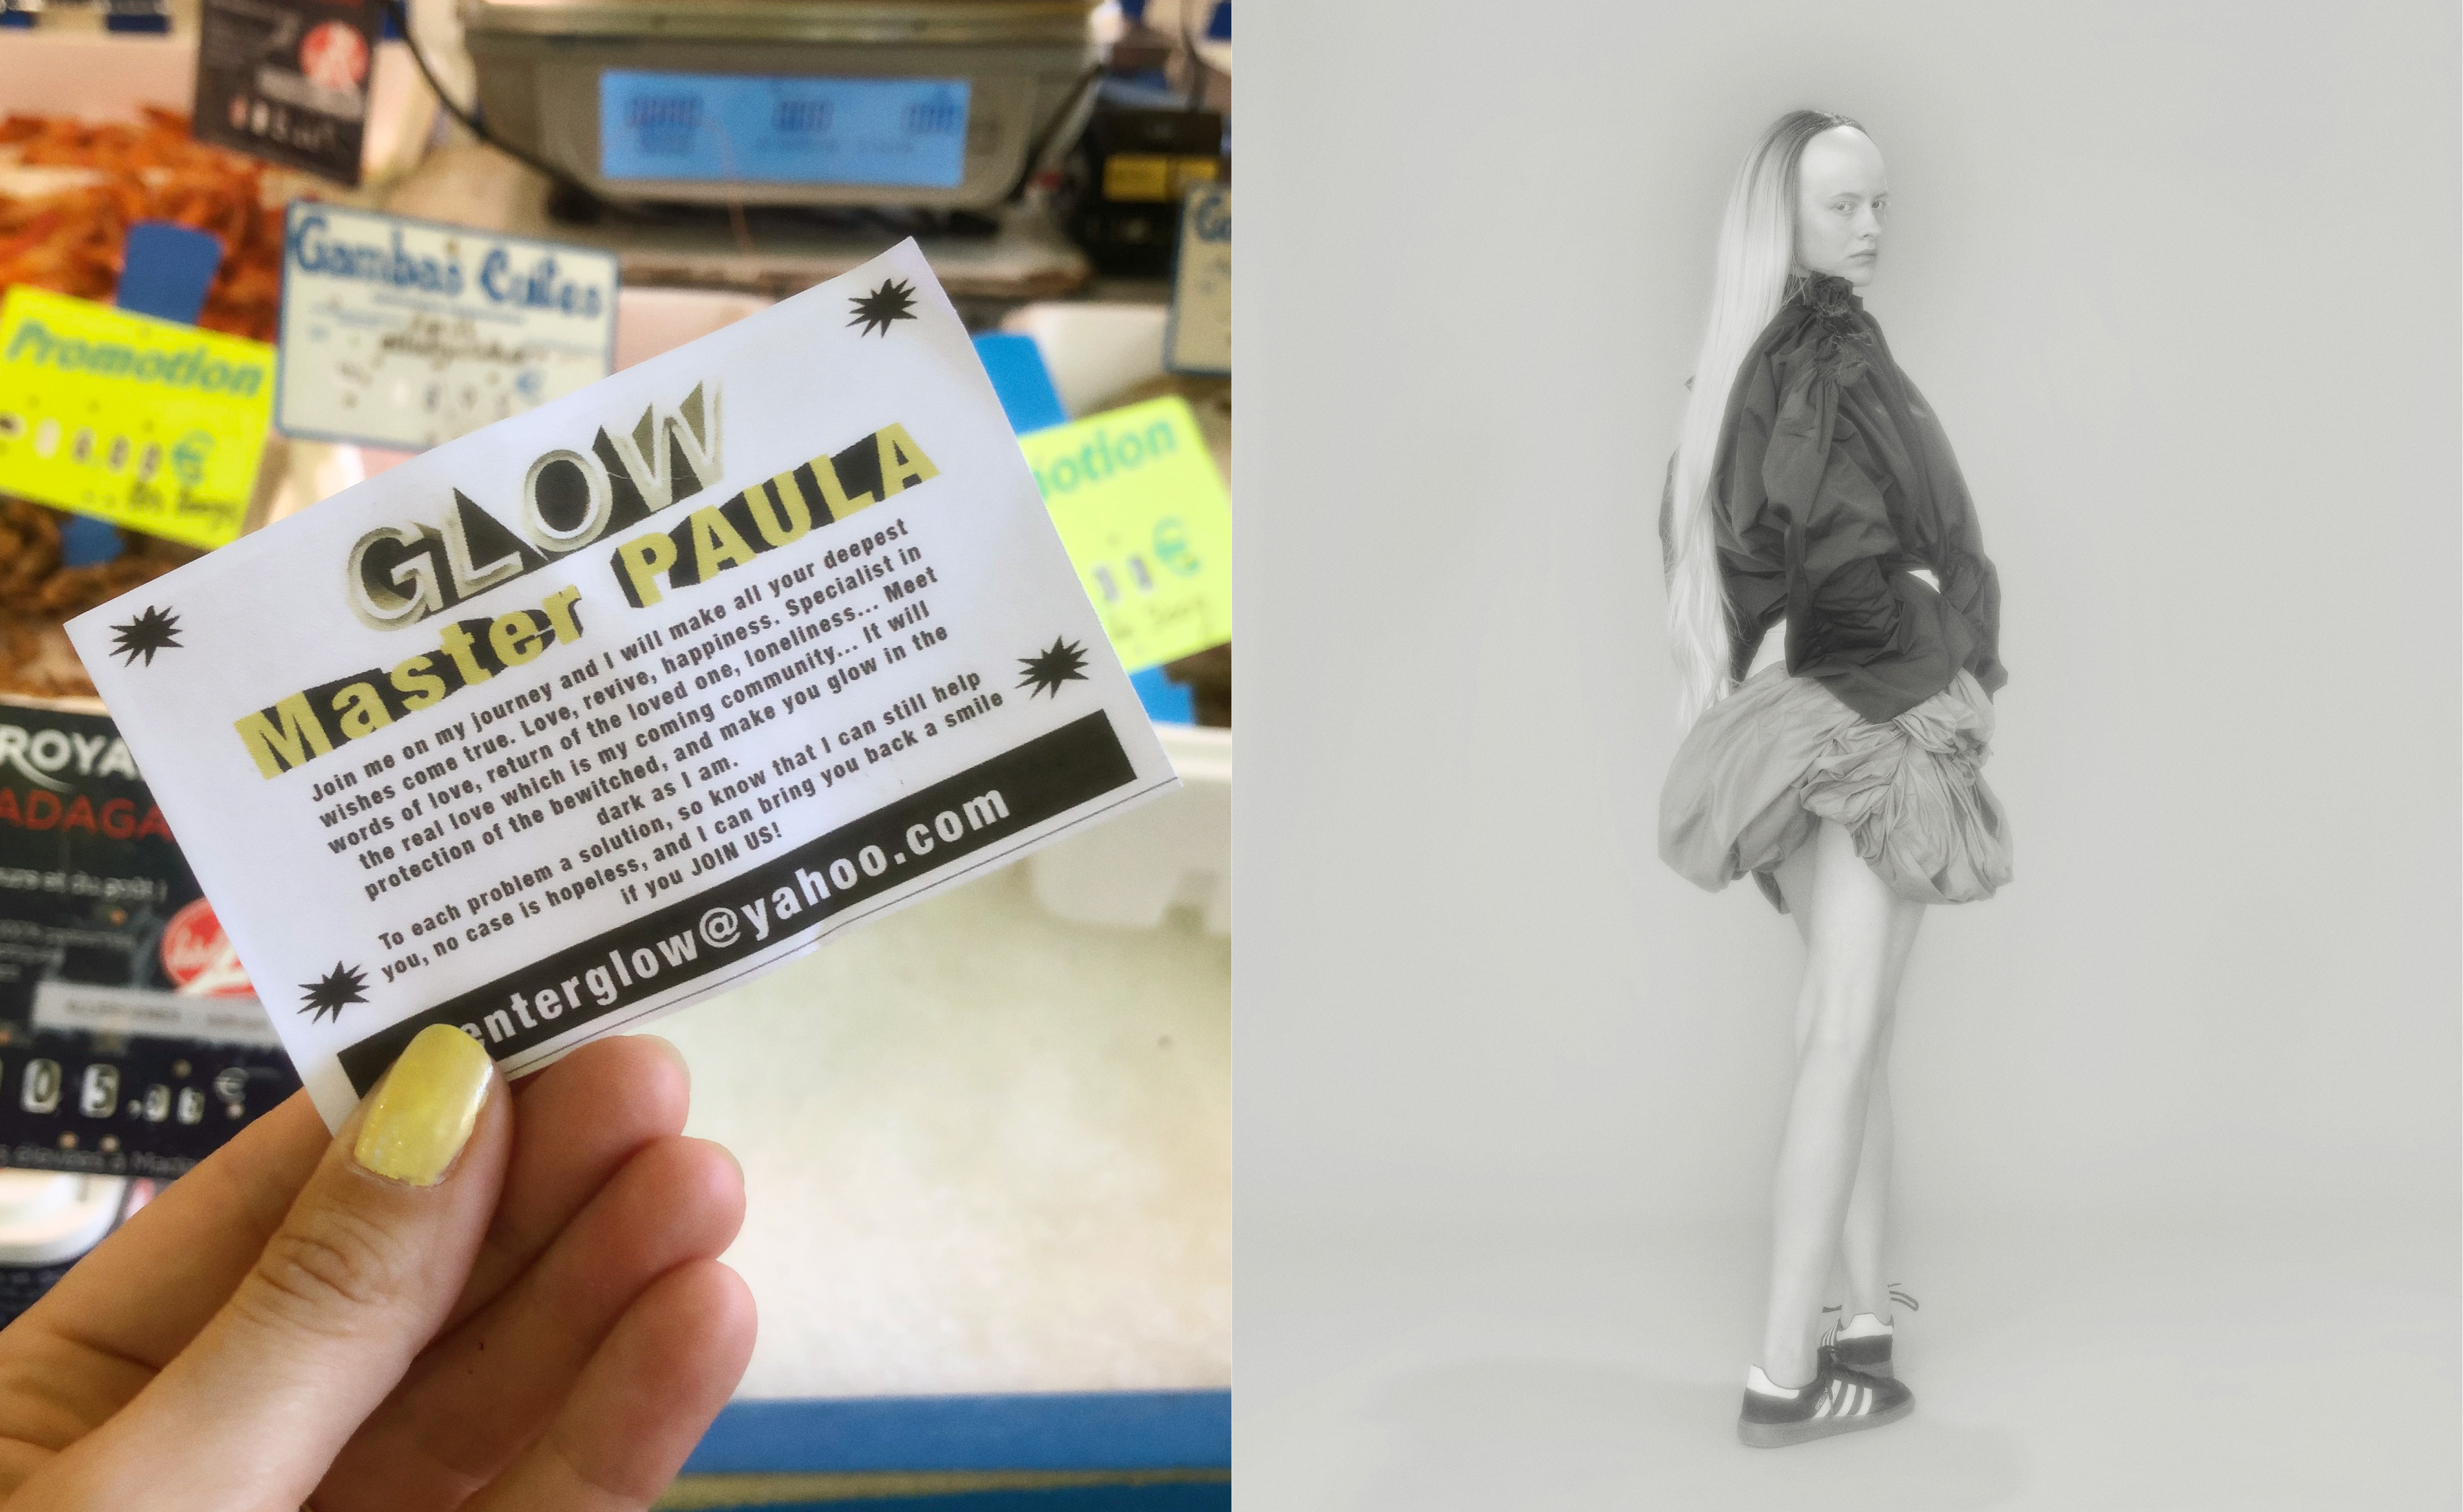 Gambas Cuites
Promotion
€
€
GLOW
Master PAULA
Join me on my journey and I will make all your deepest
wishes come true. Love, revive, happiness. Specialist in
words of love, return of the loved one, loneliness... Meet
the real love which is my coming community... It will
protection of the bewitched, and make you glow in the
dark as I am.
To each problem a solution, so know that I can still help
you, no case is hopeless, and I can bring you back a smile
if you JOIN US!
enterglow@yahoo.com
otion
€
ROYA
ADAGA
05,
€